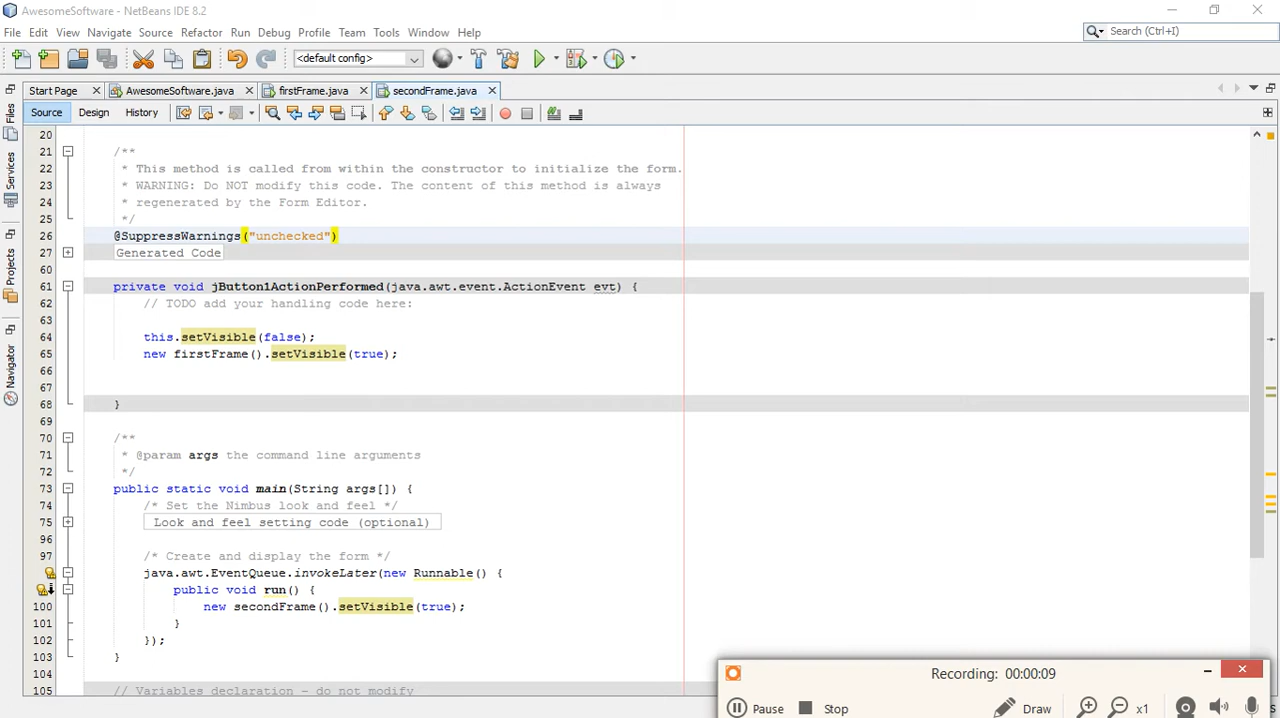 AwesomeSoftware - NetBeans IDE 8.2
File Edit View Navigate Source Refactor Run Debug Profile Team Tools Window Help
Search (Ctrl+I)
<default config>
Start Page AwesomeSoftware.java firstFrame.java secondFrame.java
Source Design History
Files
Services
Projects
Navigator
20
21 /**
22 * This method is called from within the constructor to initialize the form.
23 * WARNING: Do NOT modify this code. The content of this method is always
24 * regenerated by the Form Editor.
25 */
26 @SuppressWarnings("unchecked")
27 Generated Code
60
61 private void jButton1ActionPerformed(java.awt.event.ActionEvent evt) {
62 // TODO add your handling code here:
63
64 this.setVisible(false);
65 new firstFrame().setVisible(true);
66
67
68 }
69
70 /**
71 * @param args the command line arguments
72 */
73 public static void main(String args[]) {
74 /* Set the Nimbus look and feel */
75 Look and feel setting code (optional)
96
97 /* Create and display the form */
java.awt.EventQueue.invokeLater(new Runnable() {
public void run() {
100 new secondFrame().setVisible(true);
101 }
102 });
103 }
104
105 // Variables declaration - do not modify
Recording: 00:00:09
Pause Stop Draw x1